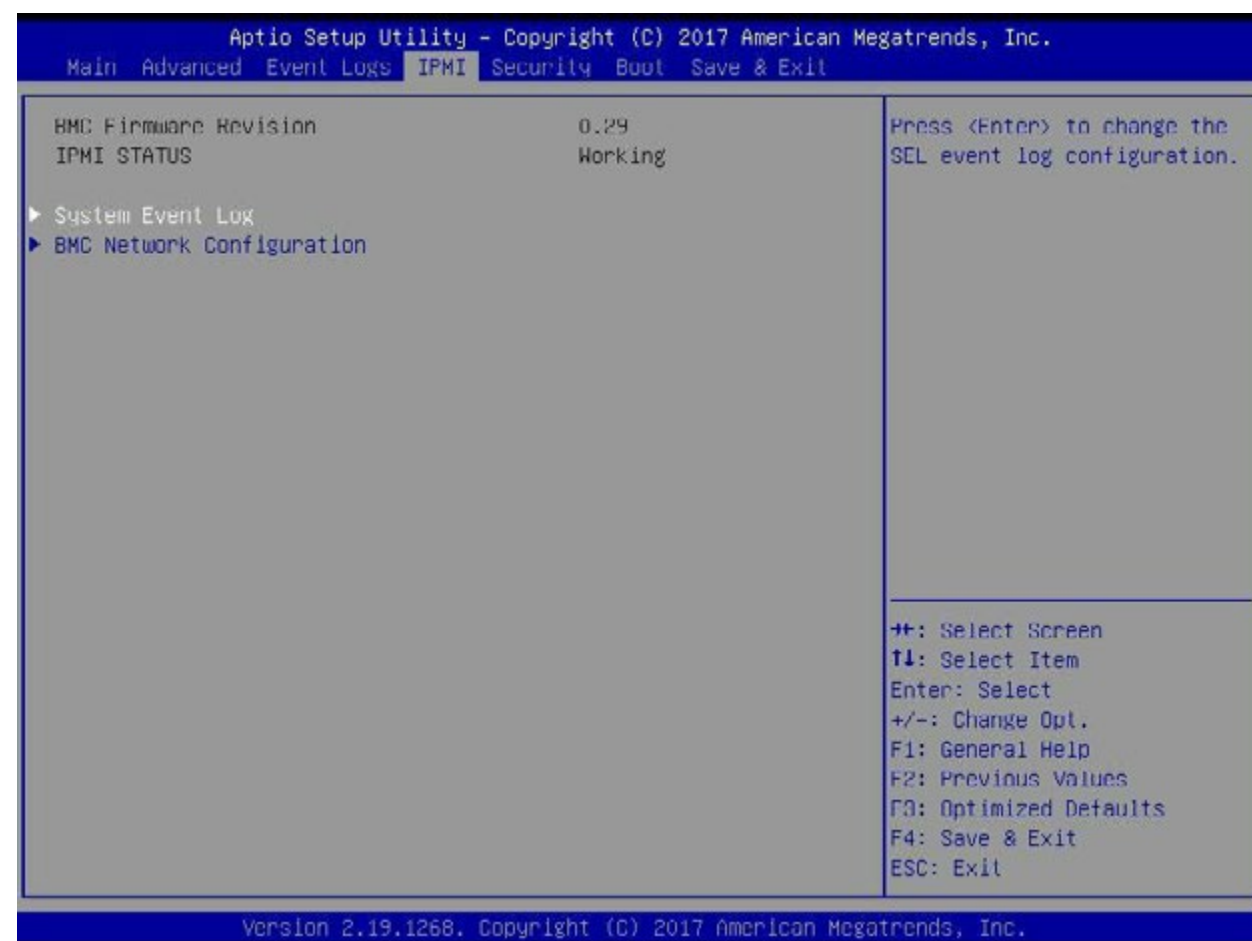 Aptio Setup Utility – Copyright (C) 2017 American Megatrends, Inc.
Main Advanced Event Logs IPMI Security Boot Save & Exit
BMC Firmware Revision 0.29
IPMI STATUS Working
▶ System Event Log
▶ BMC Network Configuration
Press <Enter> to change the
SEL event log configuration.
→←: Select Screen
↑↓: Select Item
Enter: Select
+/-: Change Opt.
F1: General Help
F2: Previous Values
F3: Optimized Defaults
F4: Save & Exit
ESC: Exit
Version 2.19.1268. Copyright (C) 2017 American Megatrends, Inc.